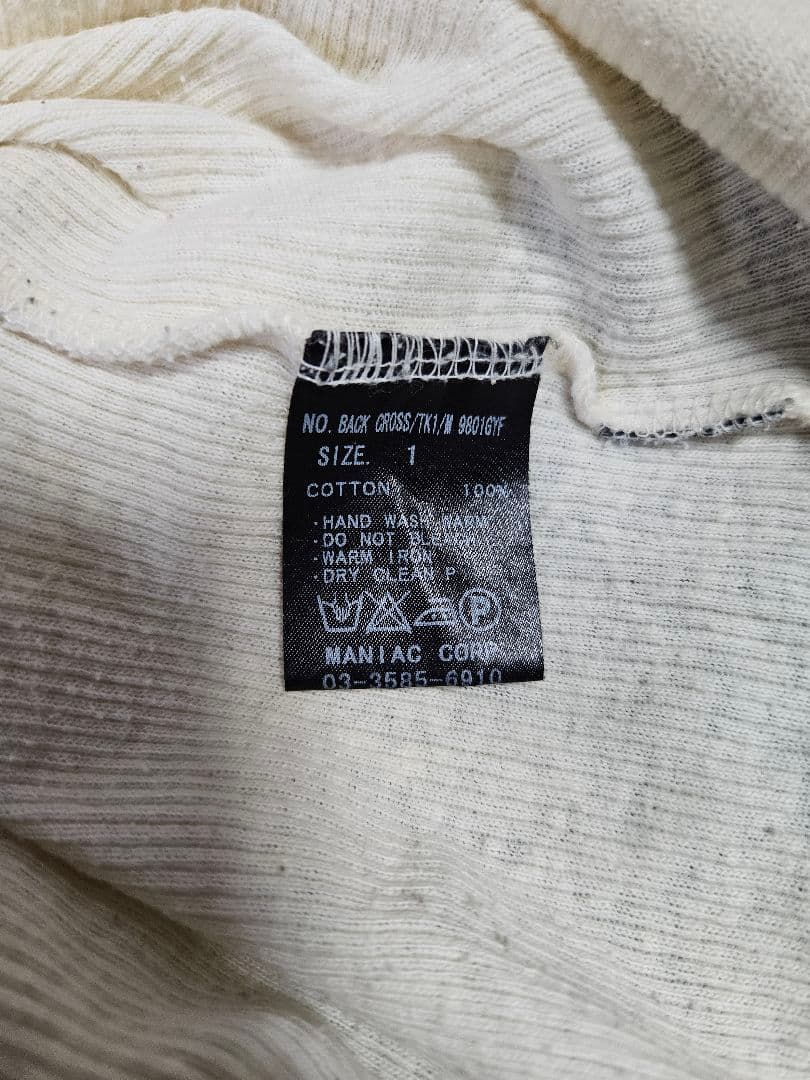 NO. BACK CROSS/TK1/M 9801GYF
SIZE. 1
COTTON 100%
·HAND WASH WARM
·DO NOT BLEACH
·WARM IRON
·DRY CLEAN P
P
MANIAC CORP.
03-3585-6910